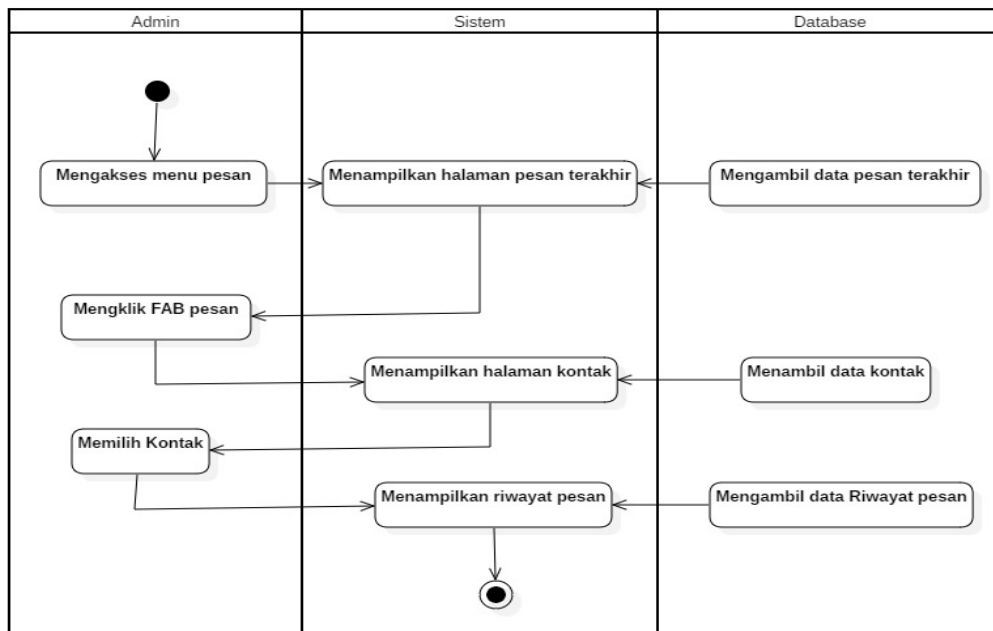 Admin
Sistem
Database
Mengakses menu pesan
Menampilkan halaman pesan terakhir
Mengambil data pesan terakhir
Mengklik FAB pesan
Menampilkan halaman kontak
Menambil data kontak
Memilih Kontak
Menampilkan riwayat pesan
Mengambil data Riwayat pesan